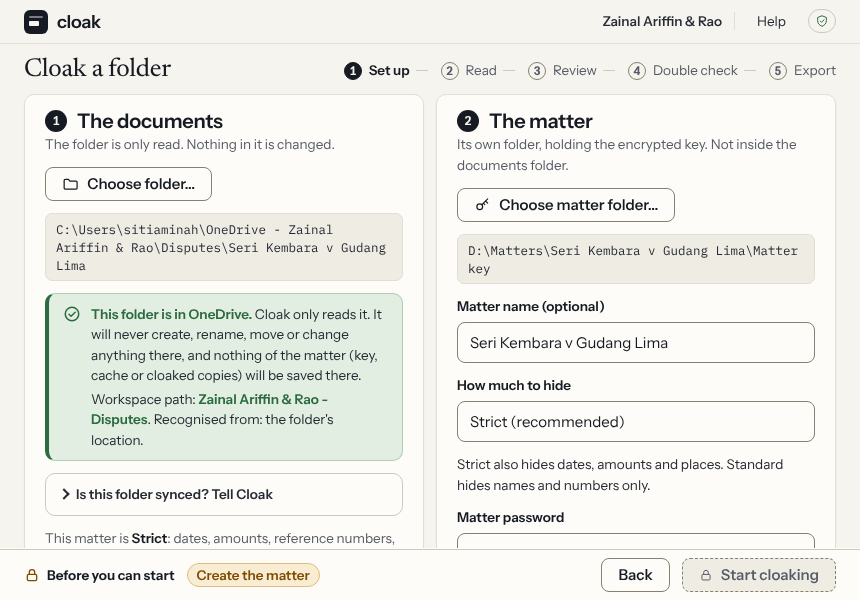 cloak
Zainal Ariffin & Rao
Help
Cloak a folder
1 Set up
2 Read
3 Review
4 Double check
5 Export
1 The documents
The folder is only read. Nothing in it is changed.
Choose folder...
C:\Users\sitiaminah\OneDrive - Zainal
Ariffin & Rao\Disputes\Seri Kembara v Gudang
Lima
This folder is in OneDrive. Cloak only reads it. It
will never create, rename, move or change
anything there, and nothing of the matter (key,
cache or cloaked copies) will be saved there.
Workspace path: Zainal Ariffin & Rao -
Disputes. Recognised from: the folder's
location.
Is this folder synced? Tell Cloak
This matter is Strict: dates, amounts, reference numbers,
2 The matter
Its own folder, holding the encrypted key. Not inside the
documents folder.
Choose matter folder...
D:\Matters\Seri Kembara v Gudang Lima\Matter
key
Matter name (optional)
Seri Kembara v Gudang Lima
How much to hide
Strict (recommended)
Strict also hides dates, amounts and places. Standard
hides names and numbers only.
Matter password
Before you can start
Create the matter
Back
Start cloaking